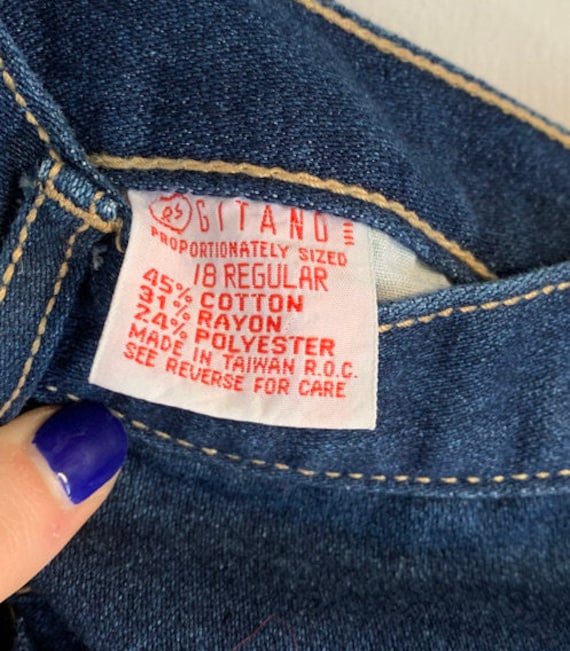 GITANO
PROPORTIONATELY SIZED
18 REGULAR
45% COTTON
31% RAYON
24% POLYESTER
MADE IN TAIWAN R.O.C.
SEE REVERSE FOR CARE